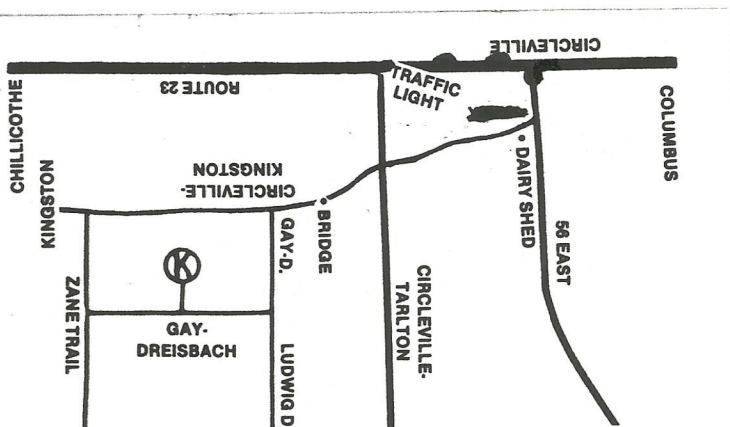 CIRCLEVILLE
ROUTE 23
TRAFFIC
LIGHT
CHILLICOTHE
COLUMBUS
DAIRY SHED
56 EAST
CIRCLEVILLE-
KINGSTON
KINGSTON
BRIDGE
GAY-D.
K
ZANE TRAIL
GAY-
DREISBACH
LUDWIG D
CIRCLEVILLE-
TARLTON